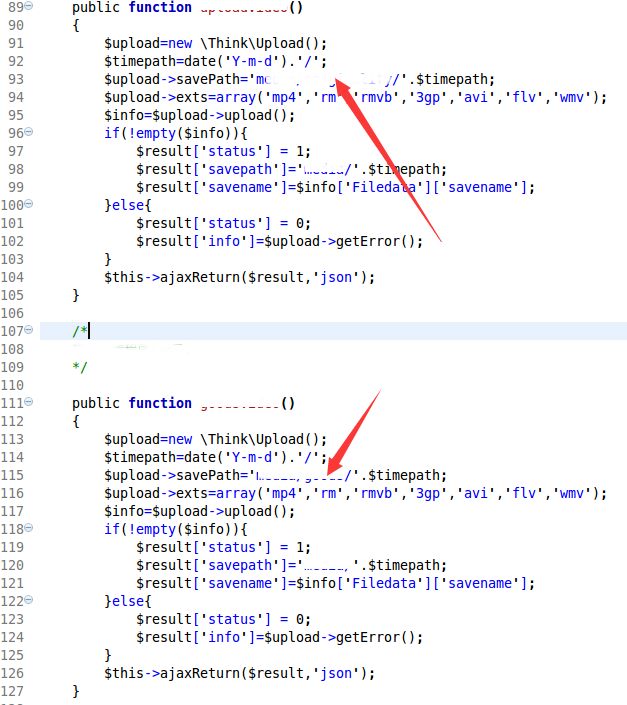 89 public function ()
90 {
91 $upload=new \Think\Upload();
92 $timepath=date('Y-m-d').'/';
93 $upload->savePath='/'.$timepath;
94 $upload->exts=array('mp4','rm','rmvb','3gp','avi','flv','wmv');
95 $info=$upload->upload();
96 if(!empty($info)){
97 $result['status'] = 1;
98 $result['savepath']='media/'.$timepath;
99 $result['savename']=$info['Filedata']['savename'];
100 }else{
101 $result['status'] = 0;
102 $result['info']=$upload->getError();
103 }
104 $this->ajaxReturn($result,'json');
105 }
106
107 /*
108
109 */
110
111 public function ()
112 {
113 $upload=new \Think\Upload();
114 $timepath=date('Y-m-d').'/';
115 $upload->savePath='/'.$timepath;
116 $upload->exts=array('mp4','rm','rmvb','3gp','avi','flv','wmv');
117 $info=$upload->upload();
118 if(!empty($info)){
119 $result['status'] = 1;
120 $result['savepath']=''.$timepath;
121 $result['savename']=$info['Filedata']['savename'];
122 }else{
123 $result['status'] = 0;
124 $result['info']=$upload->getError();
125 }
126 $this->ajaxReturn($result,'json');
127 }